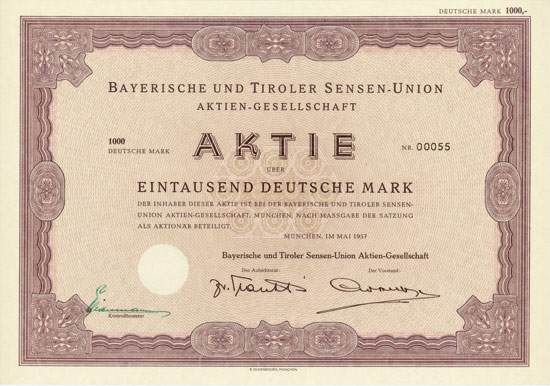 DEUTSCHE MARK 1000,-
BAYERISCHE UND TIROLER SENSEN-UNION
AKTIEN-GESELLSCHAFT
1000
DEUTSCHE MARK
AKTIE
NR. 00055
ÜBER
EINTAUSEND DEUTSCHE MARK
DER INHABER DIESER AKTIE IST BEI DER BAYERISCHE UND TIROLER SENSEN-
UNION AKTIEN-GESELLSCHAFT, MÜNCHEN, NACH MASSGABE DER SATZUNG
ALS AKTIONÄR BETEILIGT.
MÜNCHEN, IM MAI 1957
Bayerische und Tiroler Sensen-Union Aktien-Gesellschaft
Der Aufsichtsrat:
Der Vorstand:
Kontrollbeamter
R. OLDENBOURG, MÜNCHEN